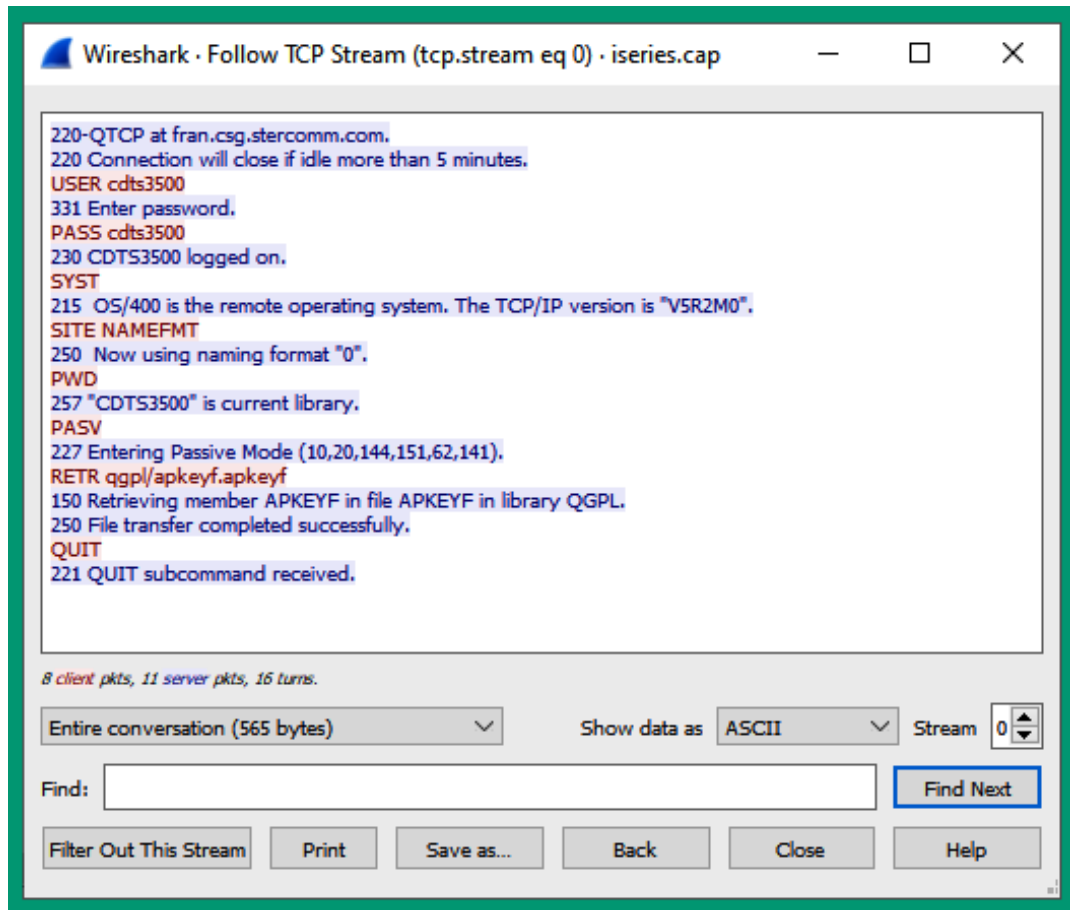 Wireshark · Follow TCP Stream (tcp.stream eq 0) · iseries.cap
220-QTCP at fran.csg.stercomm.com.
220 Connection will close if idle more than 5 minutes.
USER cdts3500
331 Enter password.
PASS cdts3500
230 CDTS3500 logged on.
SYST
215  OS/400 is the remote operating system. The TCP/IP version is "V5R2M0".
SITE NAMEFMT
250  Now using naming format "0".
PWD
257 "CDTS3500" is current library.
PASV
227 Entering Passive Mode (10,20,144,151,62,141).
RETR qgpl/apkeyf.apkeyf
150 Retrieving member APKEYF in file APKEYF in library QGPL.
250 File transfer completed successfully.
QUIT
221 QUIT subcommand received.
8 client pkts, 11 server pkts, 16 turns.
Entire conversation (565 bytes) Show data as ASCII Stream 0
Find: Find Next
Filter Out This Stream Print Save as... Back Close Help